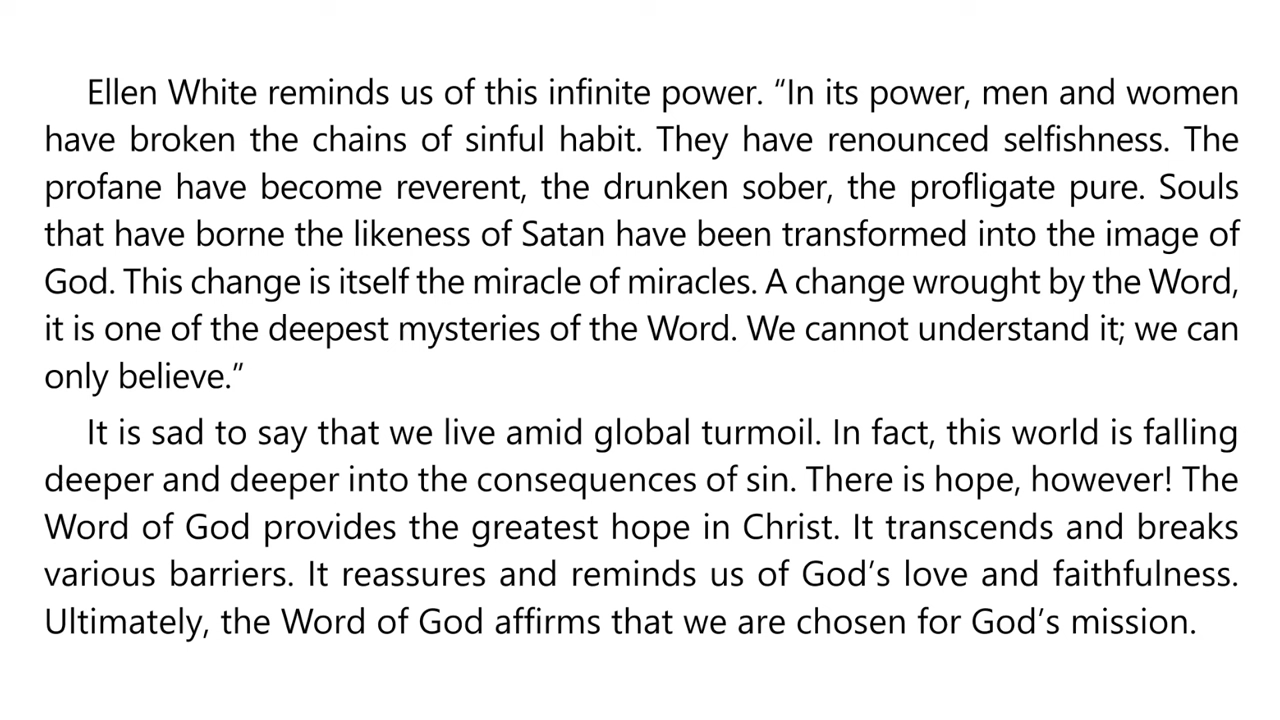 Ellen White reminds us of this infinite power. “In its power, men and women
have broken the chains of sinful habit. They have renounced selfishness. The
profane have become reverent, the drunken sober, the profligate pure. Souls
that have borne the likeness of Satan have been transformed into the image of
God. This change is itself the miracle of miracles. A change wrought by the Word,
it is one of the deepest mysteries of the Word. We cannot understand it; we can
only believe.”
It is sad to say that we live amid global turmoil. In fact, this world is falling
deeper and deeper into the consequences of sin. There is hope, however! The
Word of God provides the greatest hope in Christ. It transcends and breaks
various barriers. It reassures and reminds us of God’s love and faithfulness.
Ultimately, the Word of God affirms that we are chosen for God’s mission.